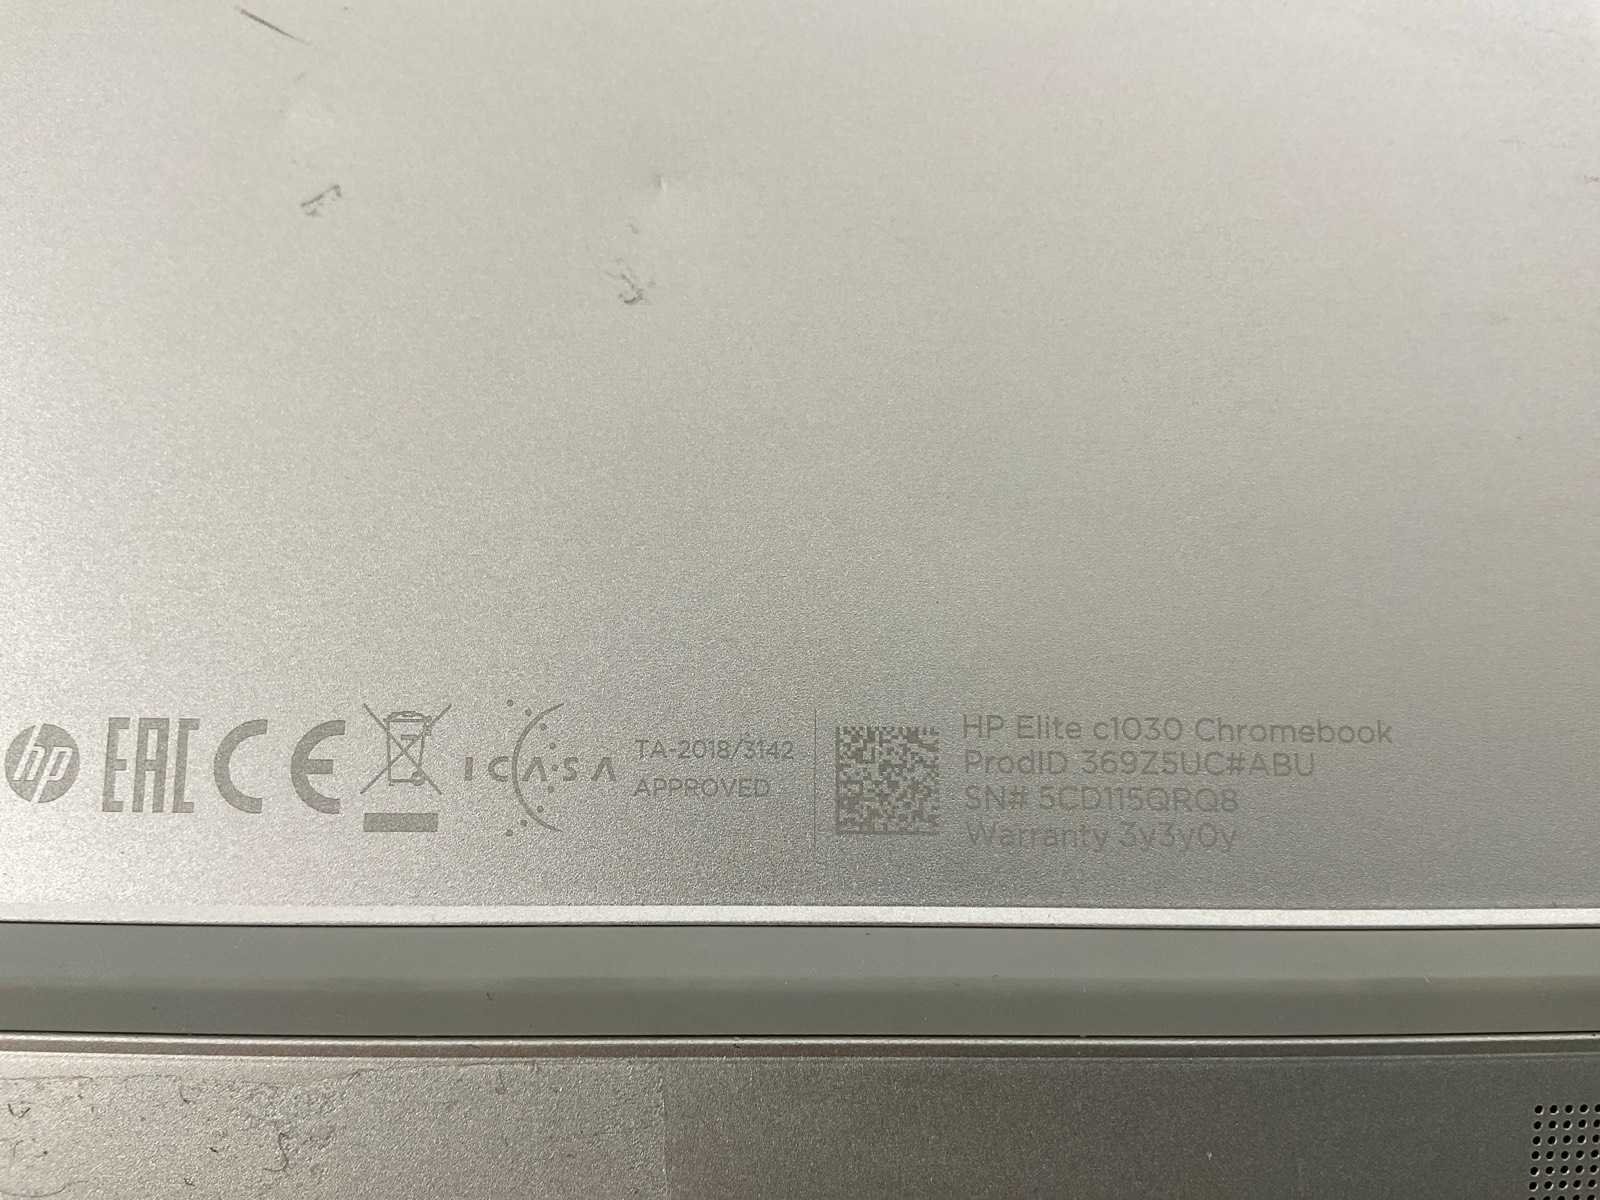 hp
EAC CE
ICASA
TA-2018/3142
APPROVED
HP Elite c1030 Chromebook
ProdID 369Z5UC#ABU
SN# 5CD115QRQ8
Warranty 3y3y0y